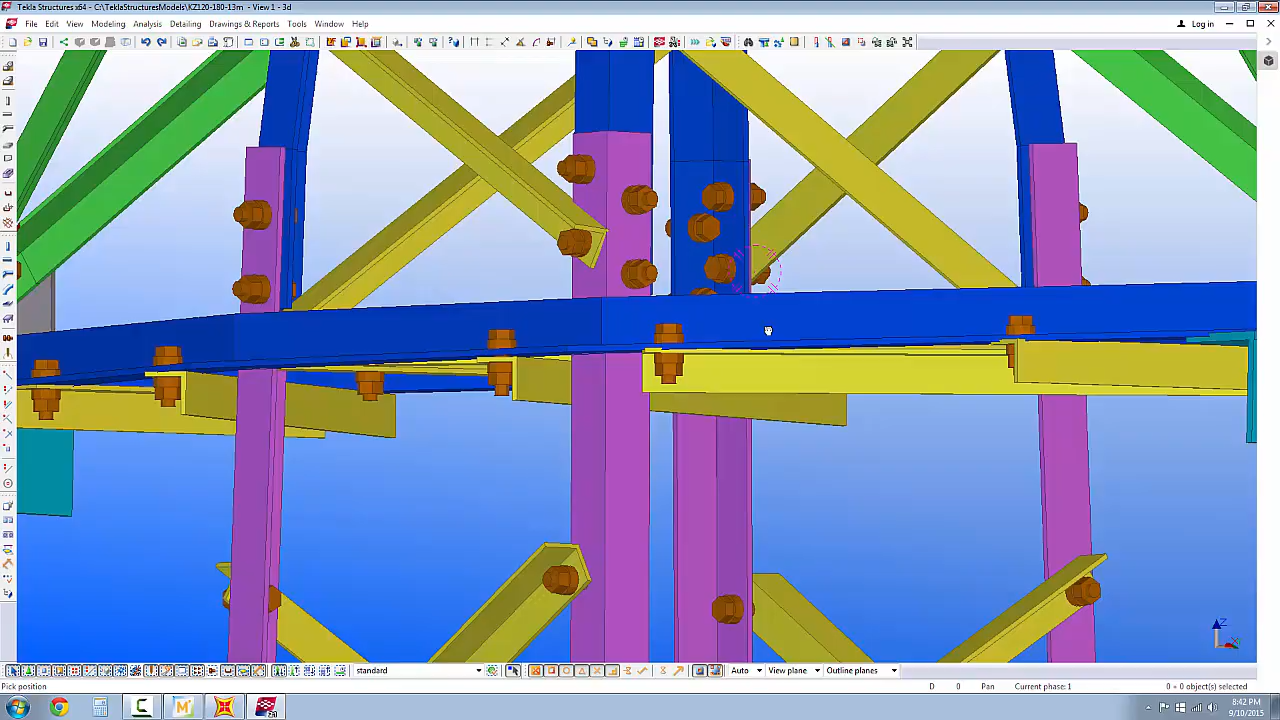 Tekla Structures x64 - C:\TeklaStructuresModels\KZ120-180-13m - View 1 - 3d
File Edit View Modeling Analysis Detailing Drawings & Reports Tools Window Help
Log in
Z
standard
Auto
View plane
Outline planes
Pick position
D 0 Pan Current phase: 1 0 + 0 object(s) selected
8:42 PM
9/10/2015